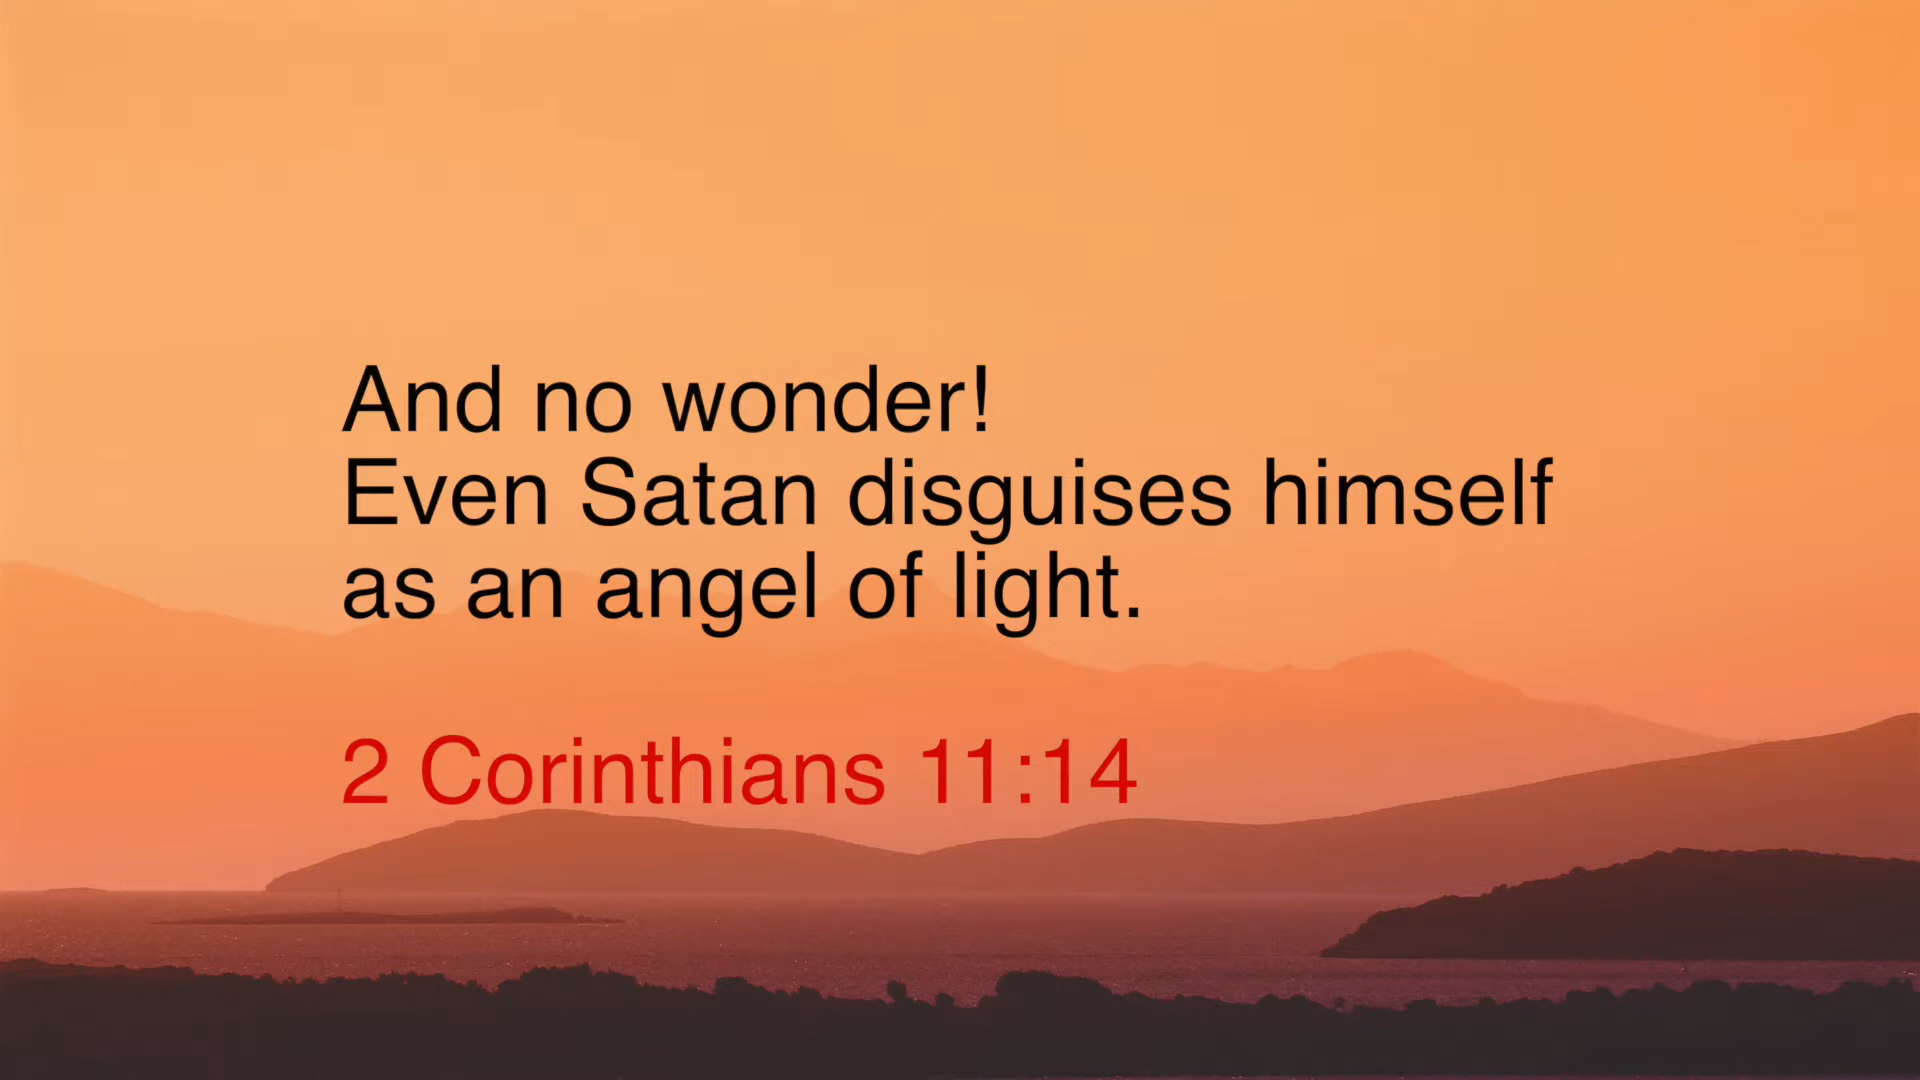 And no wonder!
Even Satan disguises himself
as an angel of light.
2 Corinthians 11:14